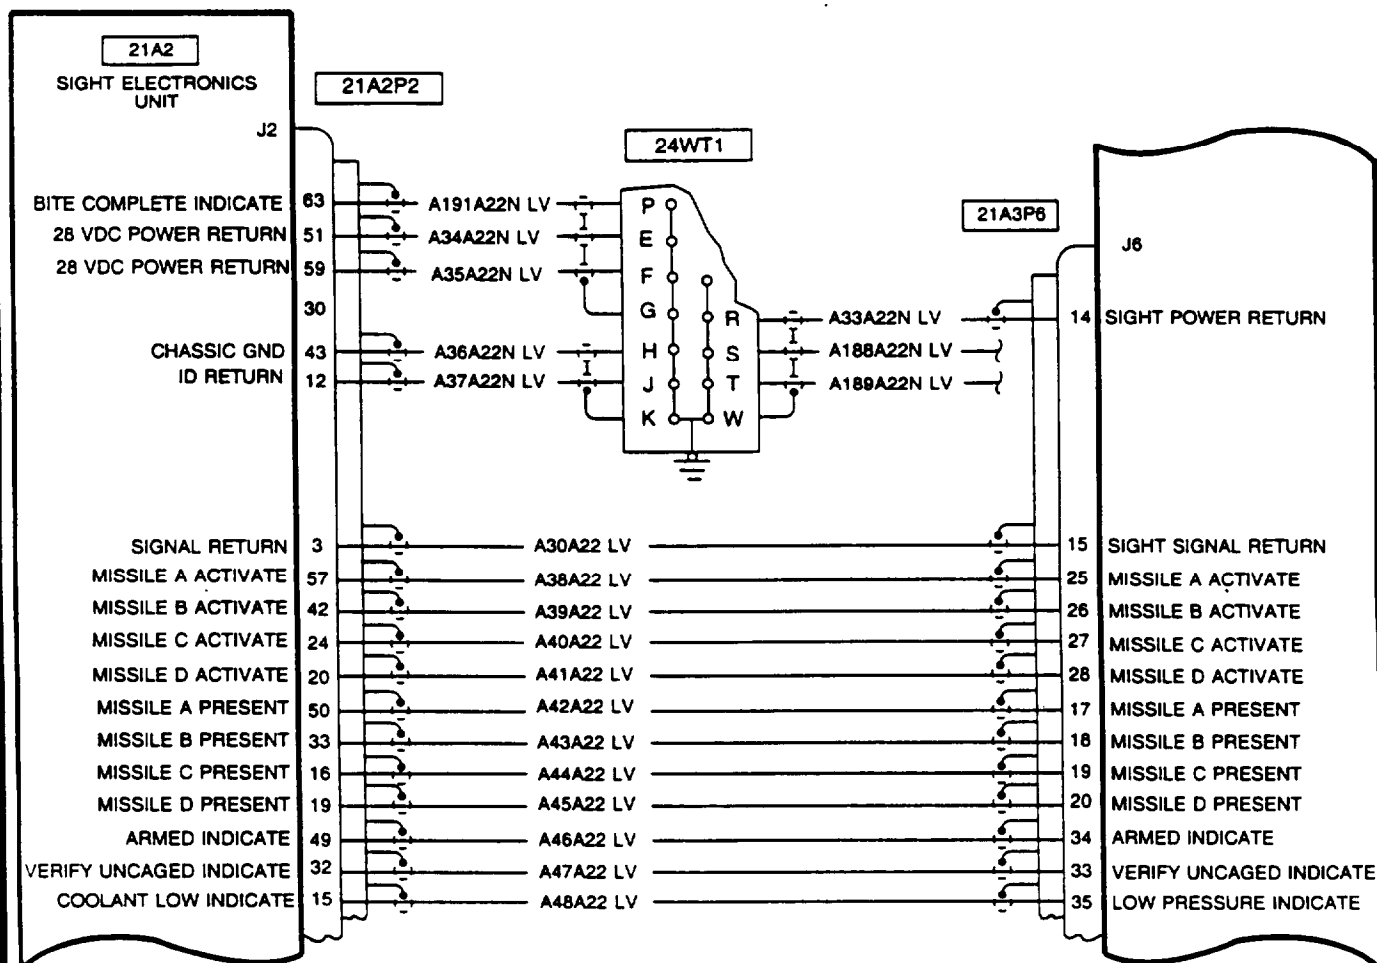 21A2
SIGHT ELECTRONICS
UNIT
21A2P2
J2
24WT1
21A3P6
J6
BITE COMPLETE INDICATE 63 A191A22N LV P
28 VDC POWER RETURN 51 A34A22N LV E
28 VDC POWER RETURN 59 A35A22N LV F
30 G R A33A22N LV 14 SIGHT POWER RETURN
CHASSIC GND 43 A36A22N LV H S A188A22N LV
ID RETURN 12 A37A22N LV J T A189A22N LV
K W
SIGNAL RETURN 3 A30A22 LV 15 SIGHT SIGNAL RETURN
MISSILE A ACTIVATE 57 A38A22 LV 25 MISSILE A ACTIVATE
MISSILE B ACTIVATE 42 A39A22 LV 26 MISSILE B ACTIVATE
MISSILE C ACTIVATE 24 A40A22 LV 27 MISSILE C ACTIVATE
MISSILE D ACTIVATE 20 A41A22 LV 28 MISSILE D ACTIVATE
MISSILE A PRESENT 50 A42A22 LV 17 MISSILE A PRESENT
MISSILE B PRESENT 33 A43A22 LV 18 MISSILE B PRESENT
MISSILE C PRESENT 16 A44A22 LV 19 MISSILE C PRESENT
MISSILE D PRESENT 19 A45A22 LV 20 MISSILE D PRESENT
ARMED INDICATE 49 A46A22 LV 34 ARMED INDICATE
VERIFY UNCAGED INDICATE 32 A47A22 LV 33 VERIFY UNCAGED INDICATE
COOLANT LOW INDICATE 15 A48A22 LV 35 LOW PRESSURE INDICATE